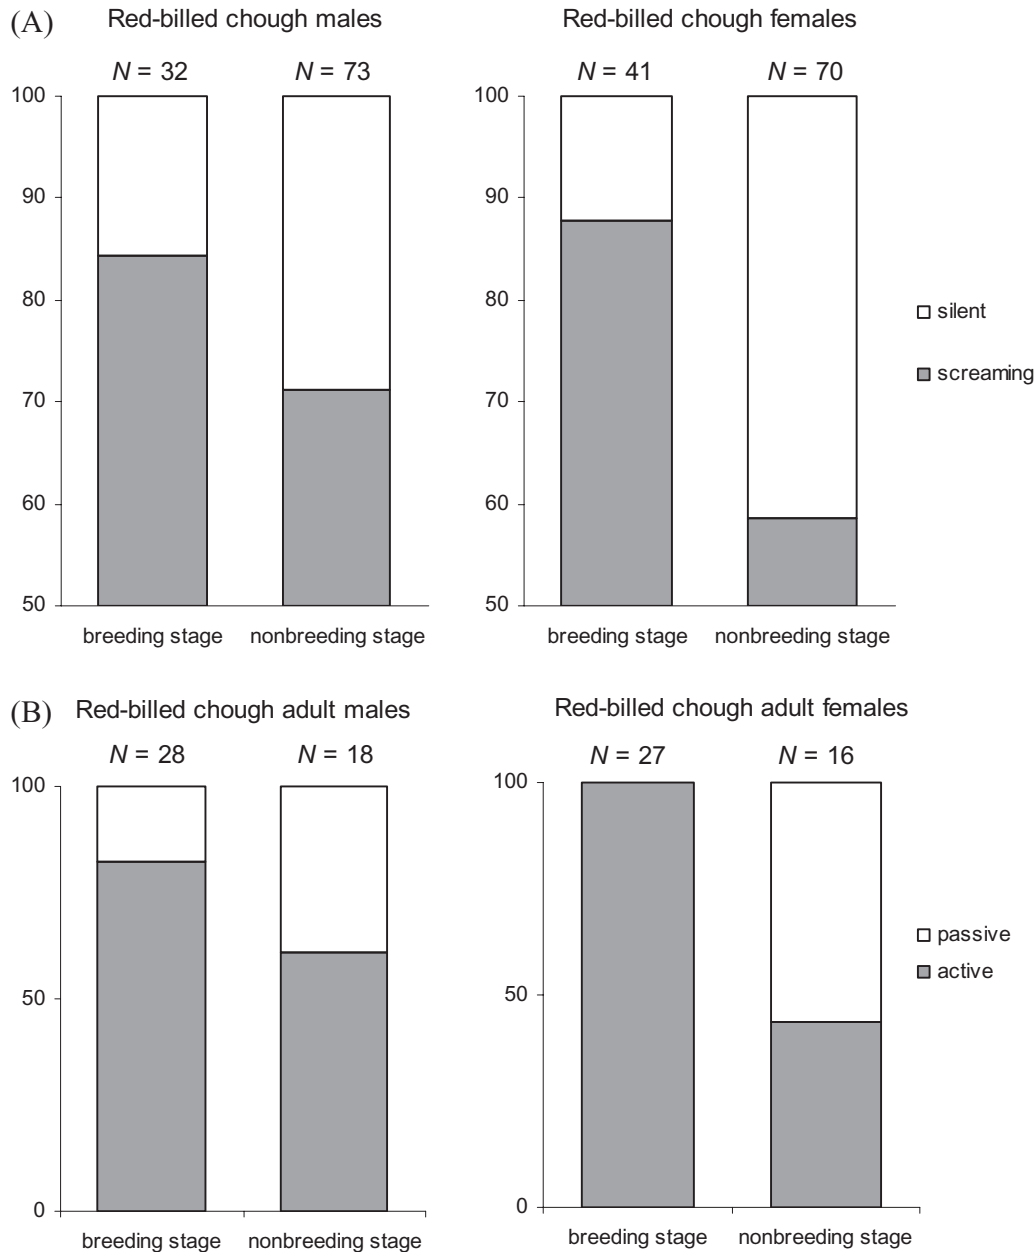 (A) Red-billed chough males Red-billed chough females
N = 32 N = 73 N = 41 N = 70
100 100
90 90
80 80
silent
screaming
70 70
60 60
50 50
breeding stage nonbreeding stage breeding stage nonbreeding stage
(B) Red-billed chough adult males Red-billed chough adult females
N = 28 N = 18 N = 27 N = 16
100 100
passive
active
50 50
0 0
breeding stage nonbreeding stage breeding stage nonbreeding stage